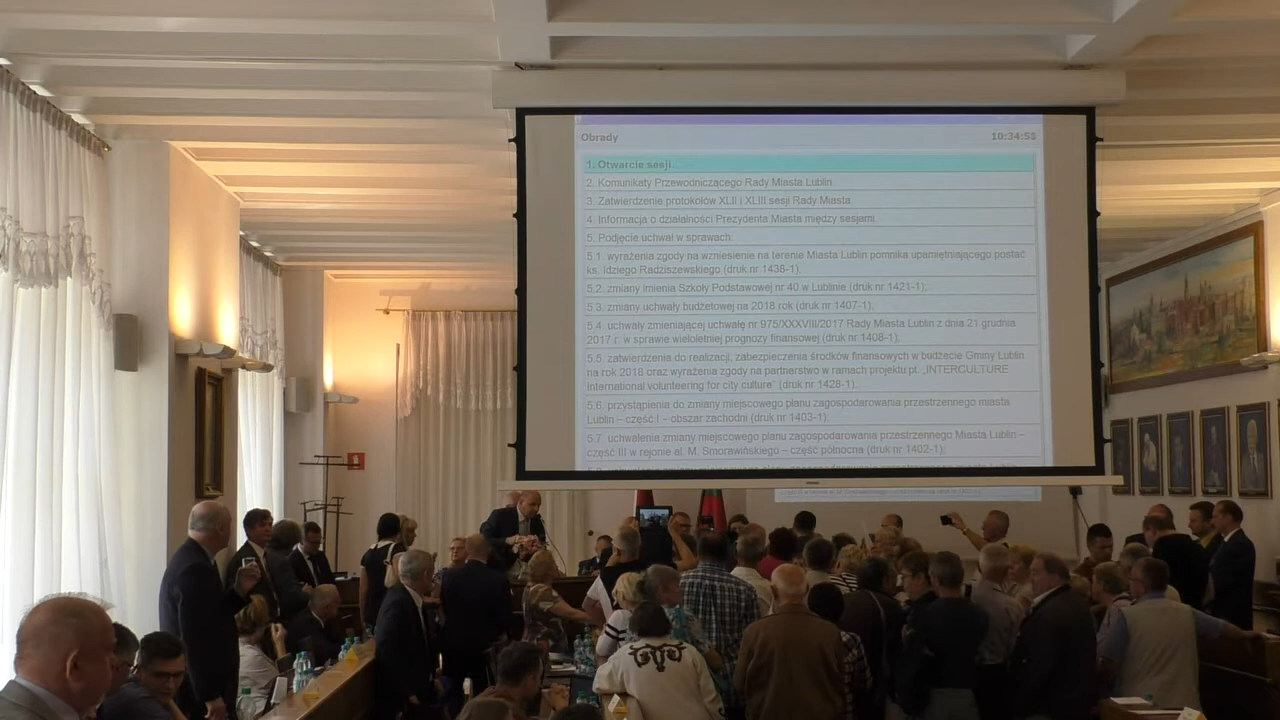 Obrady 10:34:58
1. Otwarcie sesji.
2. Komunikaty Przewodniczącego Rady Miasta Lublin
3. Zatwierdzenie protokołów XLII i XLIII sesji Rady Miasta
4. Informacja o działalności Prezydenta Miasta między sesjami.
5. Podjęcie uchwał w sprawach:
5.1. wyrażenia zgody na wzniesienie na terenie Miasta Lublin pomnika upamiętniającego postać
ks. Idziego Radziszewskiego (druk nr 1438-1);
5.2. zmiany imienia Szkoły Podstawowej nr 40 w Lublinie (druk nr 1421-1);
5.3. zmiany uchwały budżetowej na 2018 rok (druk nr 1407-1);
5.4. uchwały zmieniającej uchwałę nr 975/XXXVIII/2017 Rady Miasta Lublin z dnia 21 grudnia
2017 r. w sprawie wieloletniej prognozy finansowej (druk nr 1408-1);
5.5. zatwierdzenia do realizacji, zabezpieczenia środków finansowych w budżecie Gminy Lublin
na rok 2018 oraz wyrażenia zgody na partnerstwo w ramach projektu pt. „INTERCULTURE
International volunteering for city culture” (druk nr 1428-1);
5.6. przystąpienia do zmiany miejscowego planu zagospodarowania przestrzennego miasta
Lublin – część I – obszar zachodni (druk nr 1403-1);
5.7. uchwalenia zmiany miejscowego planu zagospodarowania przestrzennego Miasta Lublin –
część III w rejonie al. M. Smorawińskiego – część północna (druk nr 1402-1);